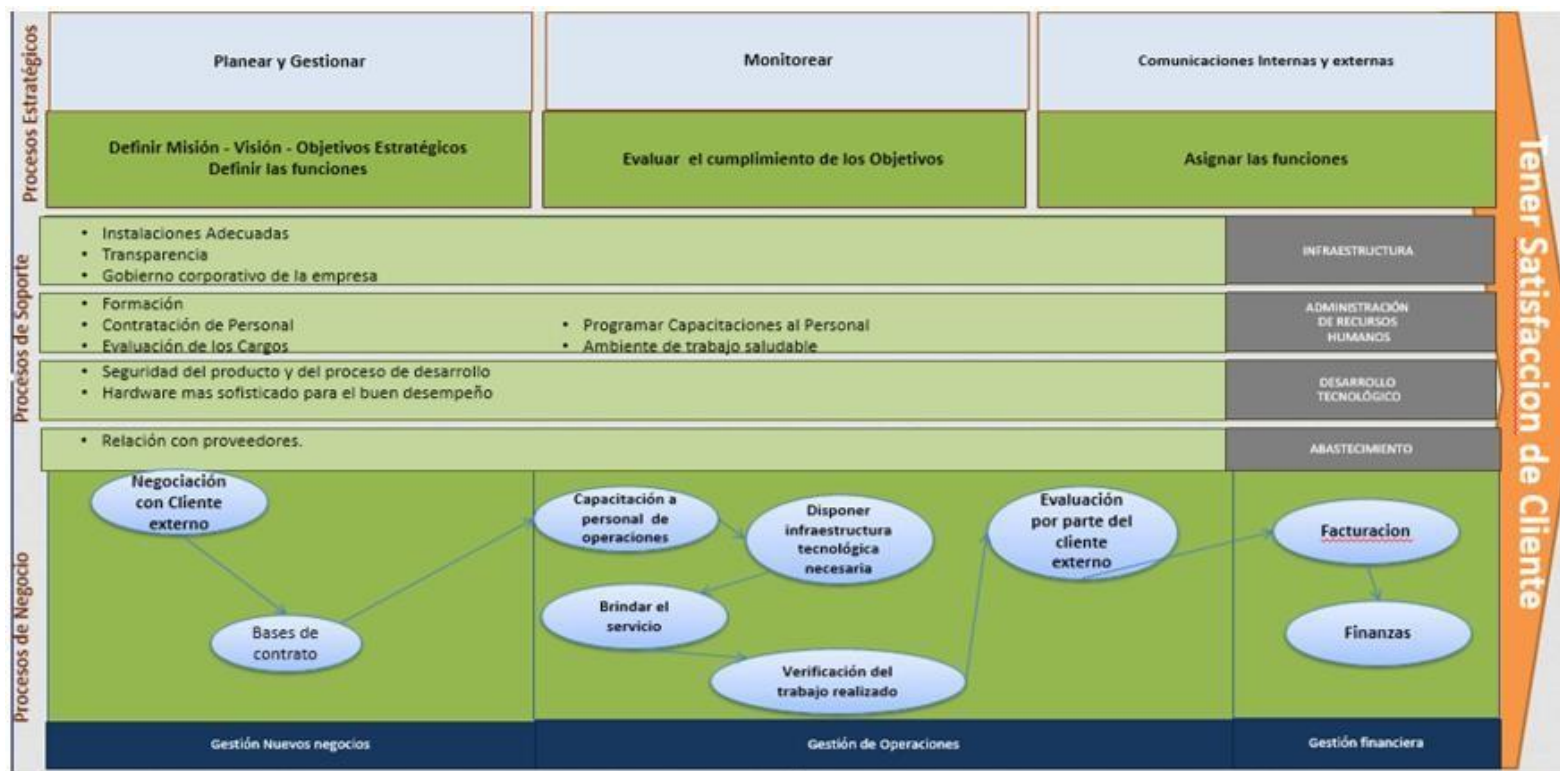 Procesos Estratégicos
Planear y Gestionar
Monitorear
Comunicaciones Internas y externas
Definir Misión - Visión - Objetivos Estratégicos
Definir las funciones
Evaluar el cumplimiento de los Objetivos
Asignar las funciones
Procesos de Soporte
• Instalaciones Adecuadas
• Transparencia
• Gobierno corporativo de la empresa
INFRAESTRUCTURA
• Formación
• Contratación de Personal
• Evaluación de los Cargos
• Programar Capacitaciones al Personal
• Ambiente de trabajo saludable
ADMINISTRACIÓN
DE RECURSOS
HUMANOS
• Seguridad del producto y del proceso de desarrollo
• Hardware mas sofisticado para el buen desempeño
DESARROLLO
TECNOLÓGICO
• Relación con proveedores.
ABASTECIMIENTO
Procesos de Negocio
Negociación
con Cliente
externo
Bases de
contrato
Capacitación a
personal de
operaciones
Disponer
infraestructura
tecnológica
necesaria
Brindar el
servicio
Verificación del
trabajo realizado
Evaluación
por parte del
cliente
externo
Facturacion
Finanzas
Gestión Nuevos negocios
Gestión de Operaciones
Gestión financiera
Tener Satisfaccion de Cliente